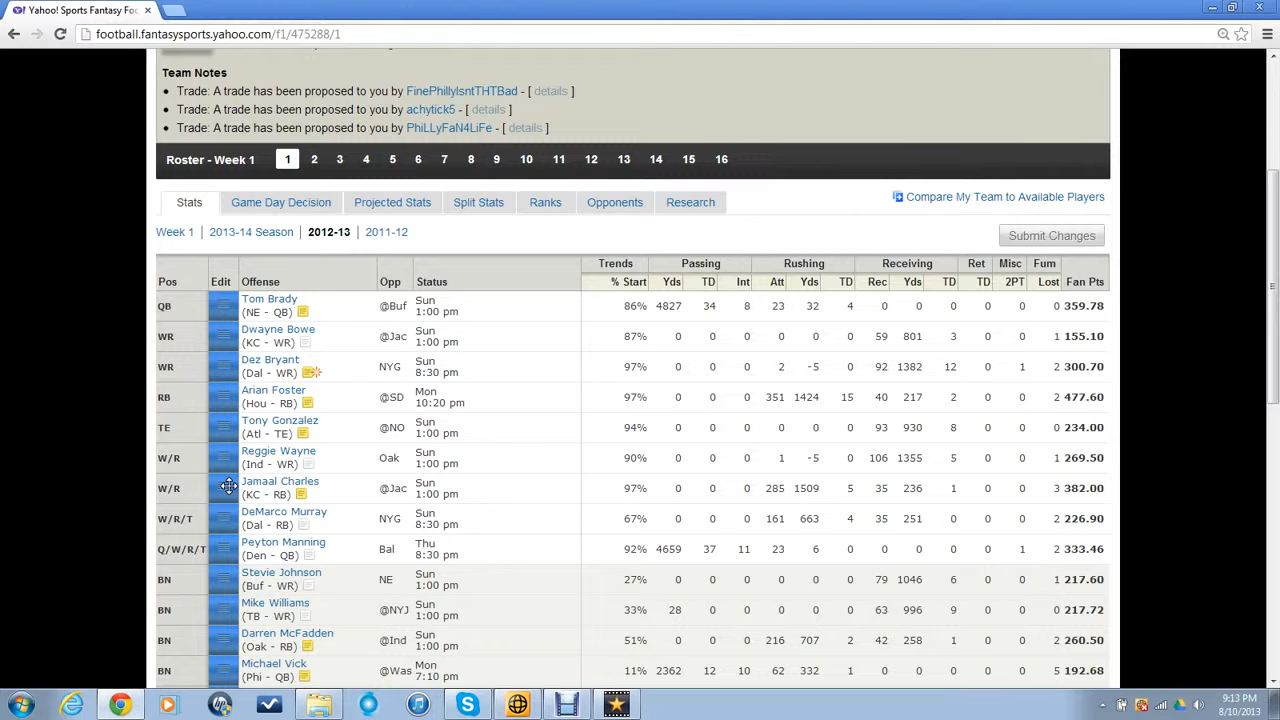 Yahoo! Sports Fantasy Foo
football.fantasysports.yahoo.com/f1/475288/1
Team Notes
Trade: A trade has been proposed to you by FinePhillyIsntTHTBad - [ details ]
Trade: A trade has been proposed to you by achytick5 - [ details ]
Trade: A trade has been proposed to you by PhiLLyFaN4LiFe - [ details ]
Roster - Week 1 1 2 3 4 5 6 7 8 9 10 11 12 13 14 15 16
Stats Game Day Decision Projected Stats Split Stats Ranks Opponents Research Compare My Team to Available Players
Week 1 2013-14 Season 2012-13 2011-12 Submit Changes
Trends Passing Rushing Receiving Ret Misc Fum
Pos Edit Offense Opp Status % Start Yds TD Int Att Yds TD Rec Yds TD TD 2PT Lost Fan Pts
QB Tom Brady (NE - QB) @Buf Sun 1:00 pm 86% 4827 34 8 23 32 4 0 0 0 0 0 0 359.78
WR Dwayne Bowe (KC - WR) @Jac Sun 1:00 pm 87% 0 0 0 0 0 0 59 801 3 0 0 1 155.10
WR Dez Bryant (Dal - WR) NYG Sun 8:30 pm 97% 0 0 0 2 -5 0 92 1382 12 0 1 2 300.70
RB Arian Foster (Hou - RB) @SD Mon 10:20 pm 97% 0 0 0 351 1424 15 40 217 2 0 0 2 477.60
TE Tony Gonzalez (Atl - TE) @NO Sun 1:00 pm 94% 0 0 0 0 0 0 93 930 8 0 0 0 234.00
W/R Reggie Wayne (Ind - WR) Oak Sun 1:00 pm 90% 0 0 0 1 -5 0 106 1355 5 0 0 1 269.50
W/R Jamaal Charles (KC - RB) @Jac Sun 1:00 pm 97% 0 0 0 285 1509 5 35 236 1 0 0 3 382.00
W/R/T DeMarco Murray (Dal - RB) NYG Sun 8:30 pm 67% 0 0 0 161 663 4 35 251 0 0 0 2 226.90
Q/W/R/T Peyton Manning (Den - QB) Bal Thu 8:30 pm 92% 4659 37 11 23 6 0 0 0 0 0 1 2 333.46
BN Stevie Johnson (Buf - WR) NE Sun 1:00 pm 27% 0 0 0 0 0 0 79 1046 6 0 0 1 217.60
BN Mike Williams (TB - WR) @NYJ Sun 1:00 pm 33% 28 0 0 0 0 0 63 996 9 0 0 0 217.72
BN Darren McFadden (Oak - RB) @Ind Sun 1:00 pm 51% 0 0 0 216 707 2 42 258 1 0 0 2 260.50
BN Michael Vick (Phi - QB) @Was Mon 7:10 pm 11% 2362 12 10 62 332 1 0 0 0 0 0 5
9:13 PM
8/10/2013